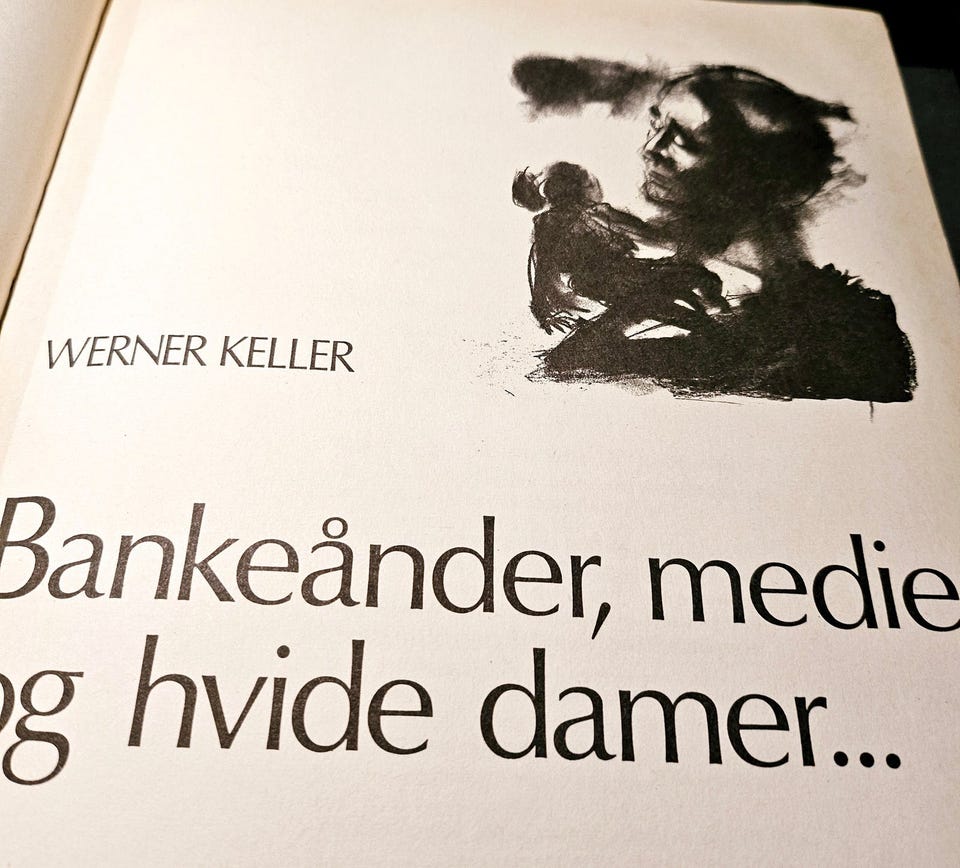 WERNER KELLER
Bankeånder, medie
og hvide damer...